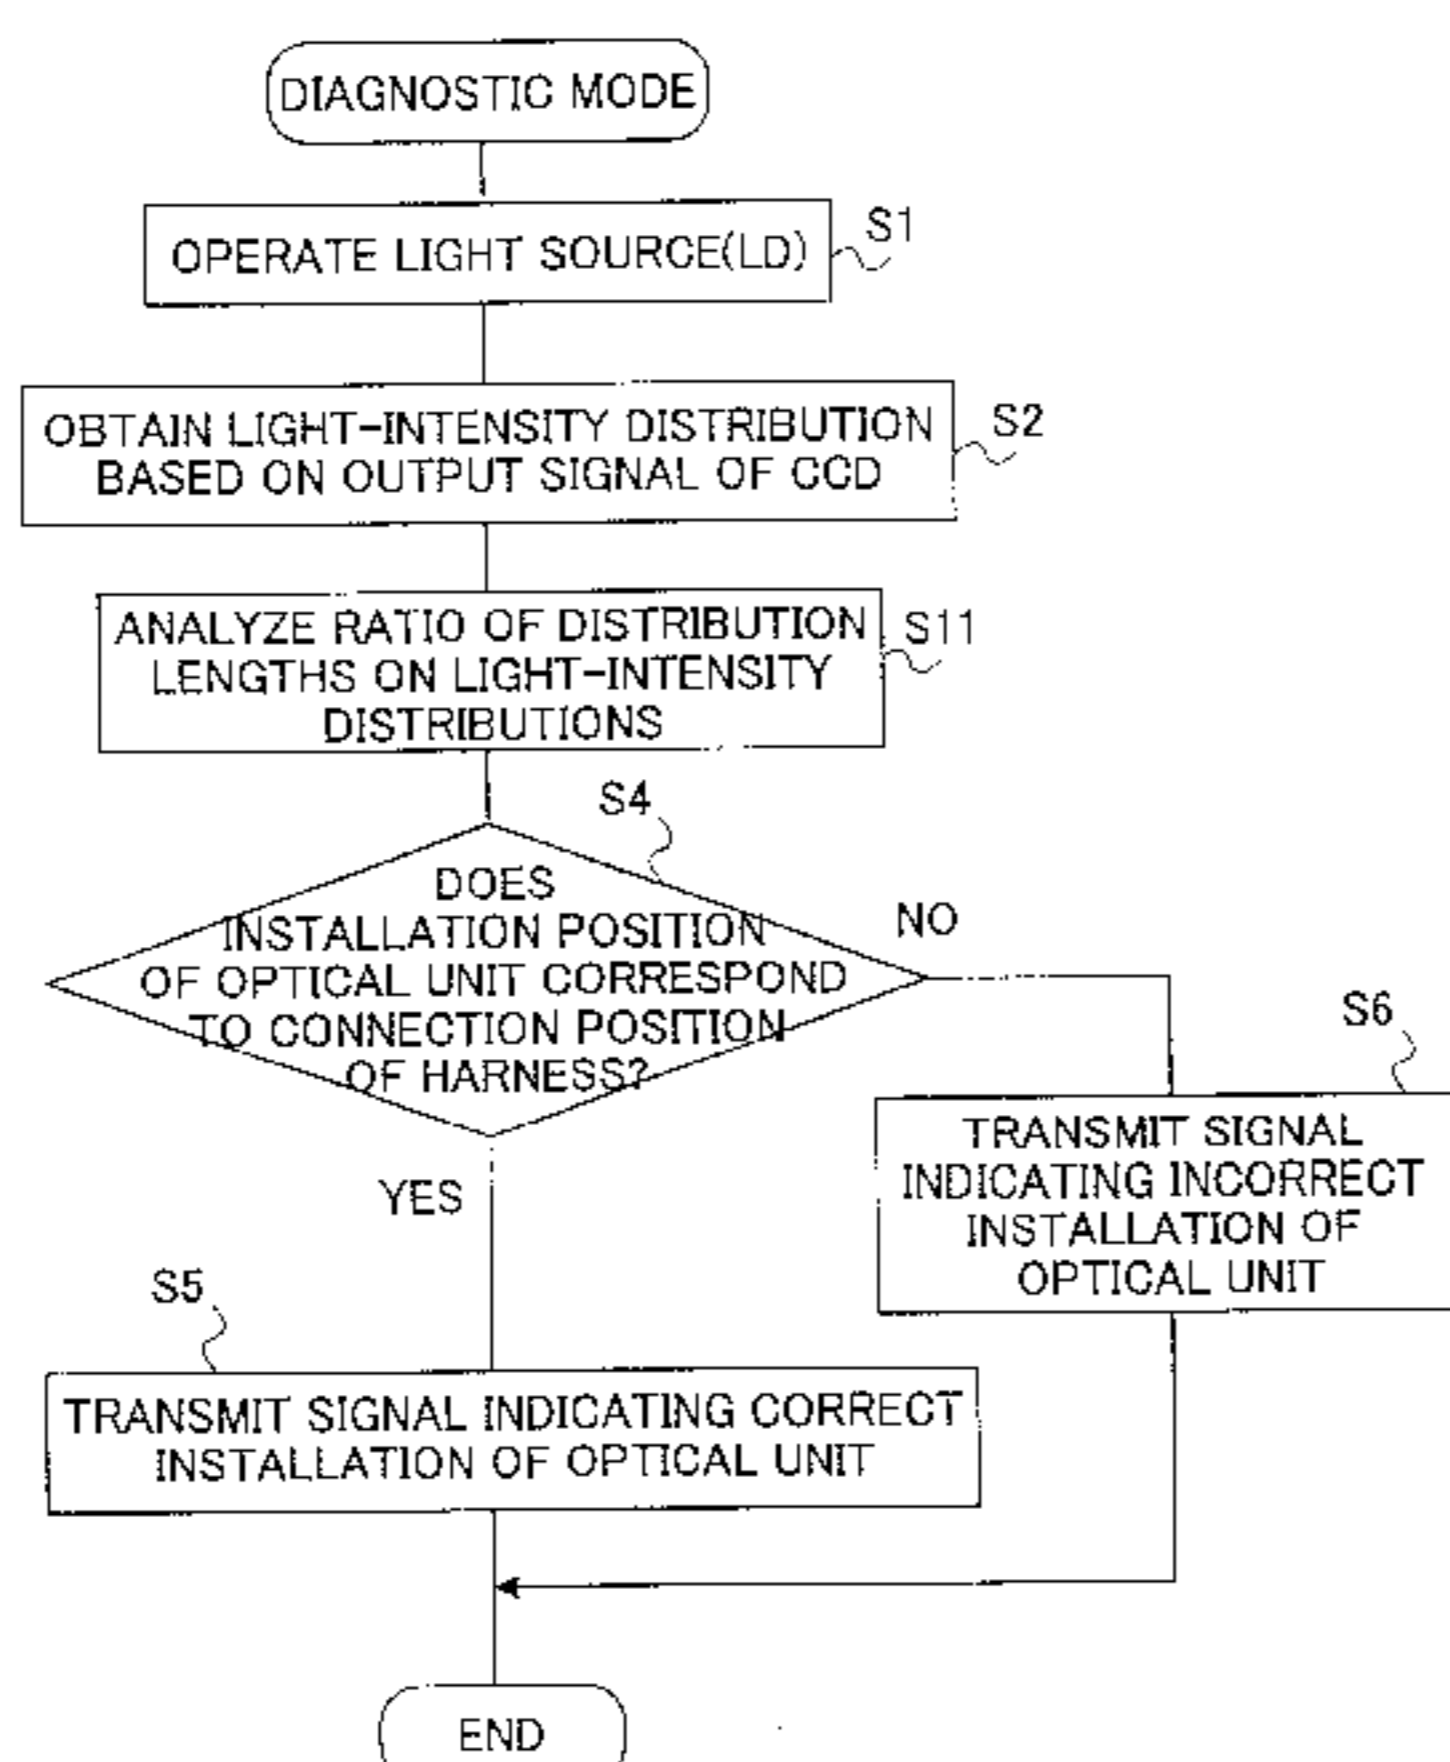 DIAGNOSTIC MODE
OPERATE LIGHT SOURCE(LD)
S1
OBTAIN LIGHT-INTENSITY DISTRIBUTION
BASED ON OUTPUT SIGNAL OF CCD
S2
ANALYZE RATIO OF DISTRIBUTION
LENGTHS ON LIGHT-INTENSITY
DISTRIBUTIONS
S11
S4
DOES
INSTALLATION POSITION
OF OPTICAL UNIT CORRESPOND
TO CONNECTION POSITION
OF HARNESS?
NO
S6
TRANSMIT SIGNAL
INDICATING INCORRECT
INSTALLATION OF
OPTICAL UNIT
YES
S5
TRANSMIT SIGNAL INDICATING CORRECT
INSTALLATION OF OPTICAL UNIT
END